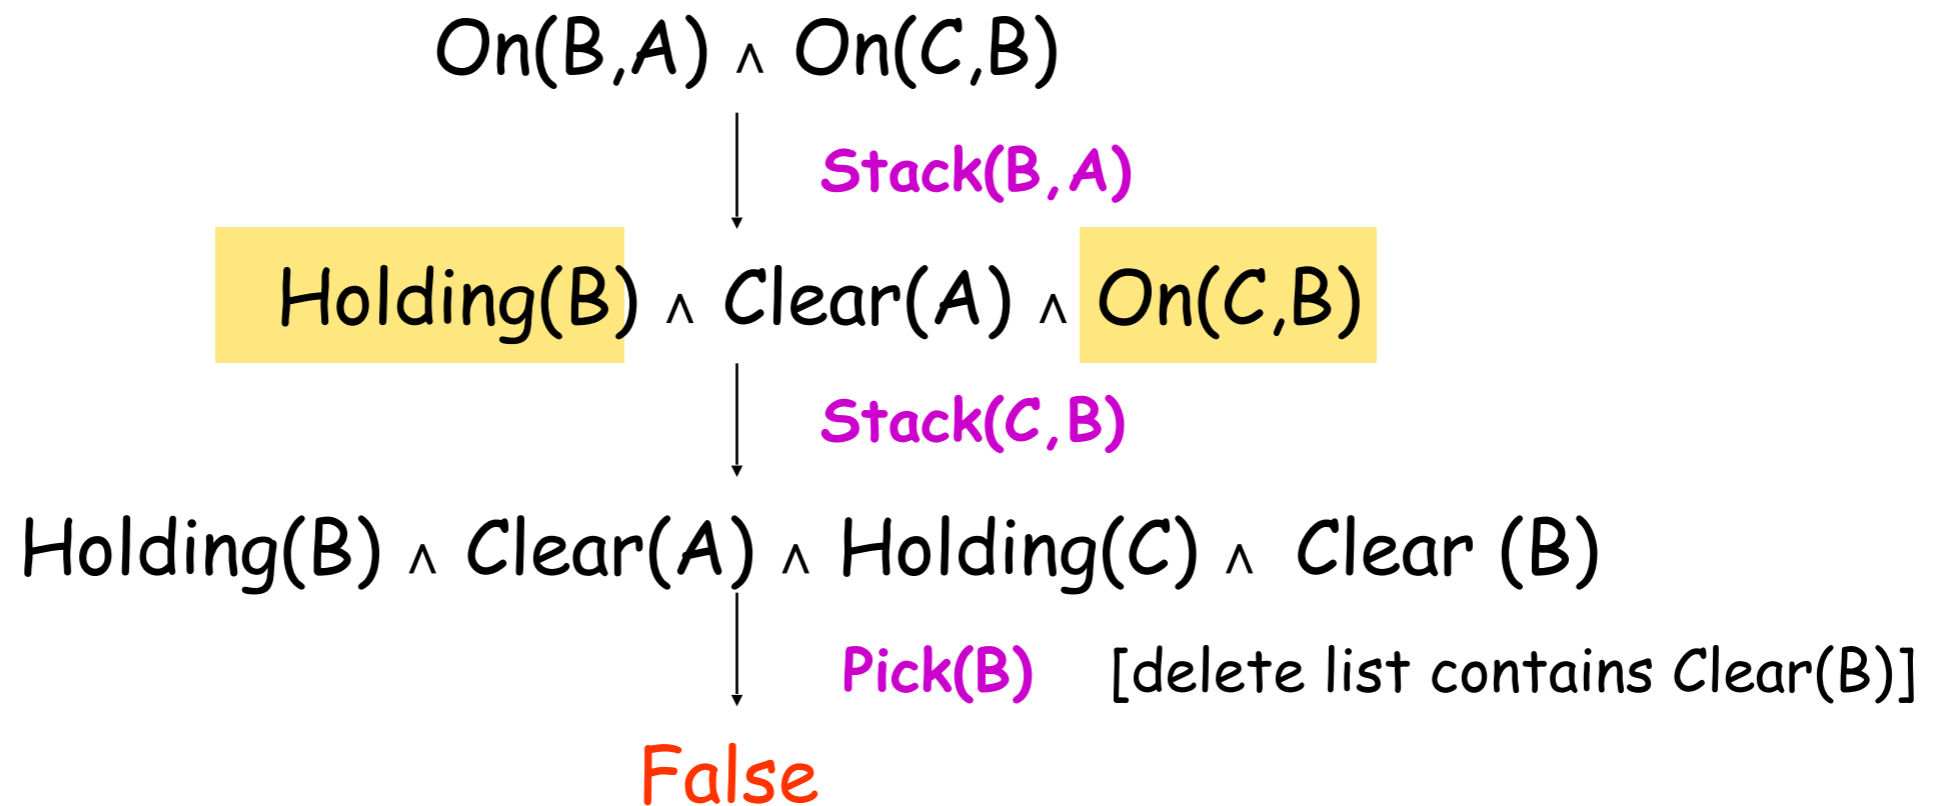 On(B,A) ∧ On(C,B)
Stack(B,A)
Holding(B) ∧ Clear(A) ∧ On(C,B)
Stack(C,B)
Holding(B) ∧ Clear(A) ∧ Holding(C) ∧ Clear (B)
Pick(B) [delete list contains Clear(B)]
False